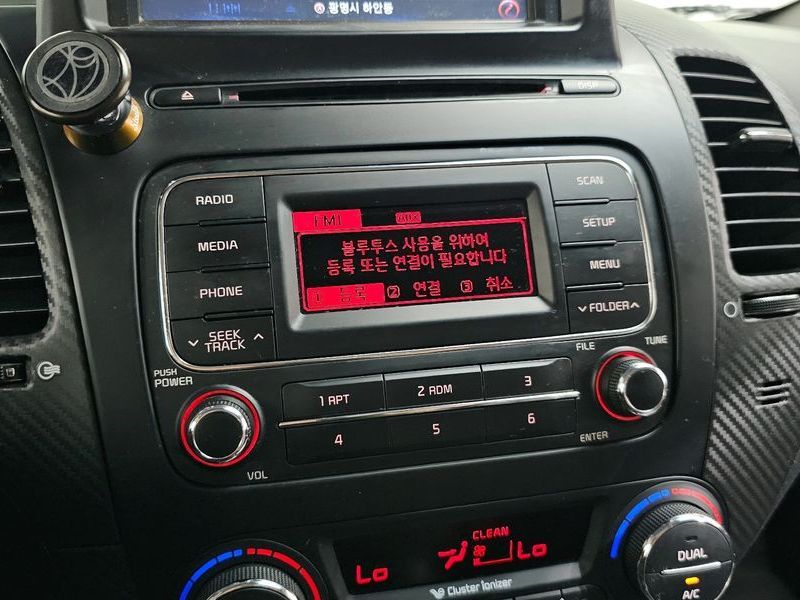 광명시 하안동
DISP
RADIO
MEDIA
PHONE
SEEK
TRACK
FM1
AUX
블루투스 사용을 위하여
등록 또는 연결이 필요합니다
1 등록 2 연결 3 취소
SCAN
SETUP
MENU
FOLDER
PUSH
POWER
VOL
FILE
TUNE
ENTER
1 RPT
2 RDM
3
4
5
6
CLEAN
Lo
Lo
Cluster Ionizer
DUAL
A/C